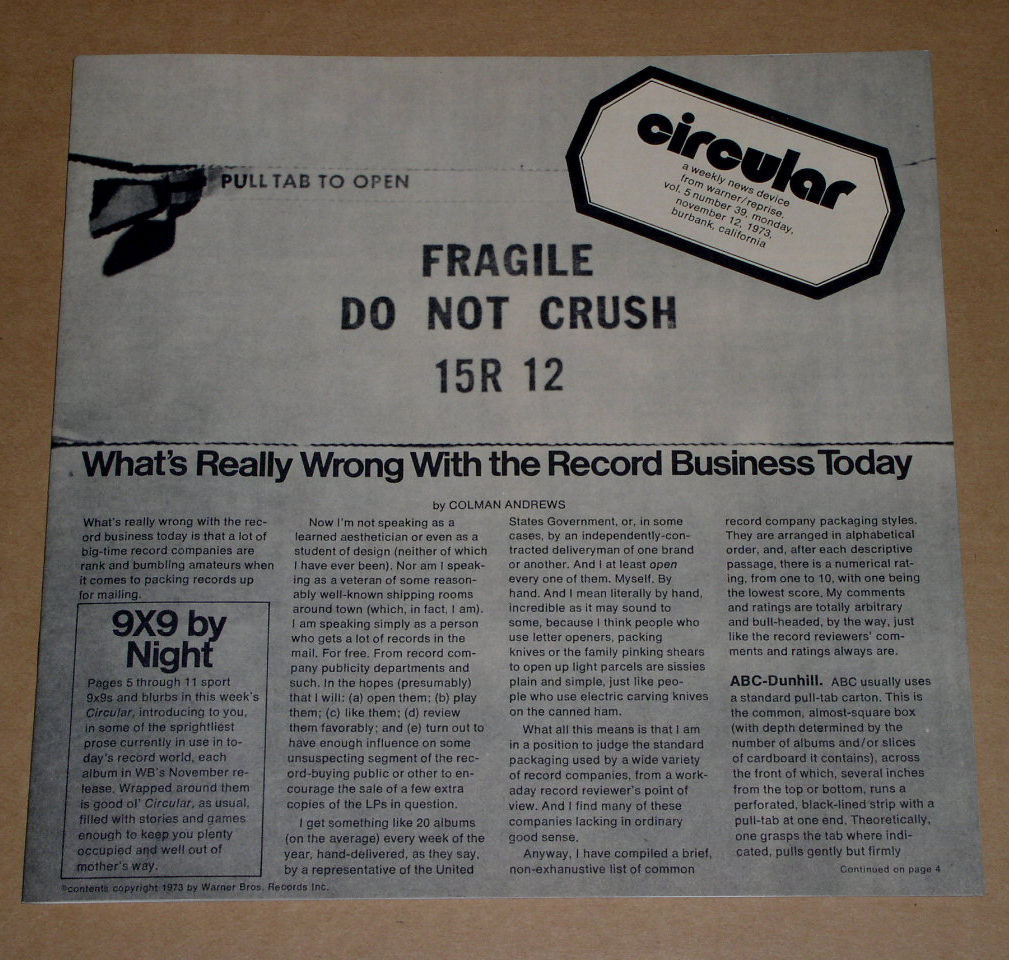 circular
a weekly news device
from warner/reprise.
vol. 5 number 39, monday,
november 12, 1973,
burbank, california
PULL TAB TO OPEN
FRAGILE
DO NOT CRUSH
15R 12
What's Really Wrong With the Record Business Today
by COLMAN ANDREWS
What's really wrong with the rec-
ord business today is that a lot of
big-time record companies are
rank and bumbling amateurs when
it comes to packing records up
for mailing.
9X9 by
Night
Pages 5 through 11 sport
9x9s and blurbs in this week's
Circular, introducing to you,
in some of the sprightliest
prose currently in use in to-
day's record world, each
album in WB's November re-
lease. Wrapped around them
is good ol' Circular, as usual,
filled with stories and games
enough to keep you plenty
occupied and well out of
mother's way.
Now I'm not speaking as a
learned aesthetician or even as a
student of design (neither of which
I have ever been). Nor am I speak-
ing as a veteran of some reason-
ably well-known shipping rooms
around town (which, in fact, I am).
I am speaking simply as a person
who gets a lot of records in the
mail. For free. From record com-
pany publicity departments and
such. In the hopes (presumably)
that I will: (a) open them; (b) play
them; (c) like them; (d) review
them favorably; and (e) turn out to
have enough influence on some
unsuspecting segment of the rec-
ord-buying public or other to en-
courage the sale of a few extra
copies of the LPs in question.
I get something like 20 albums
(on the average) every week of the
year, hand-delivered, as they say,
by a representative of the United
States Government, or, in some
cases, by an independently-con-
tracted deliveryman of one brand
or another. And I at least open
every one of them. Myself. By
hand. And I mean literally by hand,
incredible as it may sound to
some, because I think people who
use letter openers, packing
knives or the family pinking shears
to open up light parcels are sissies
plain and simple, just like peo-
ple who use electric carving knives
on the canned ham.
What all this means is that I am
in a position to judge the standard
packaging used by a wide variety
of record companies, from a work-
aday record reviewer's point of
view. And I find many of these
companies lacking in ordinary
good sense.
Anyway, I have compiled a brief,
non-exhanustive list of common
record company packaging styles.
They are arranged in alphabetical
order, and, after each descriptive
passage, there is a numerical rat-
ing, from one to 10, with one being
the lowest score. My comments
and ratings are totally arbitrary
and bull-headed, by the way, just
like the record reviewers' com-
ments and ratings always are.
ABC-Dunhill. ABC usually uses
a standard pull-tab carton. This is
the common, almost-square box
(with depth determined by the
number of albums and/or slices
of cardboard it contains), across
the front of which, several inches
from the top or bottom, runs a
perforated, black-lined strip with a
pull-tab at one end. Theoretically,
one grasps the tab where indi-
cated, pulls gently but firmly
Continued on page 4
©contents copyright 1973 by Warner Bros. Records Inc.